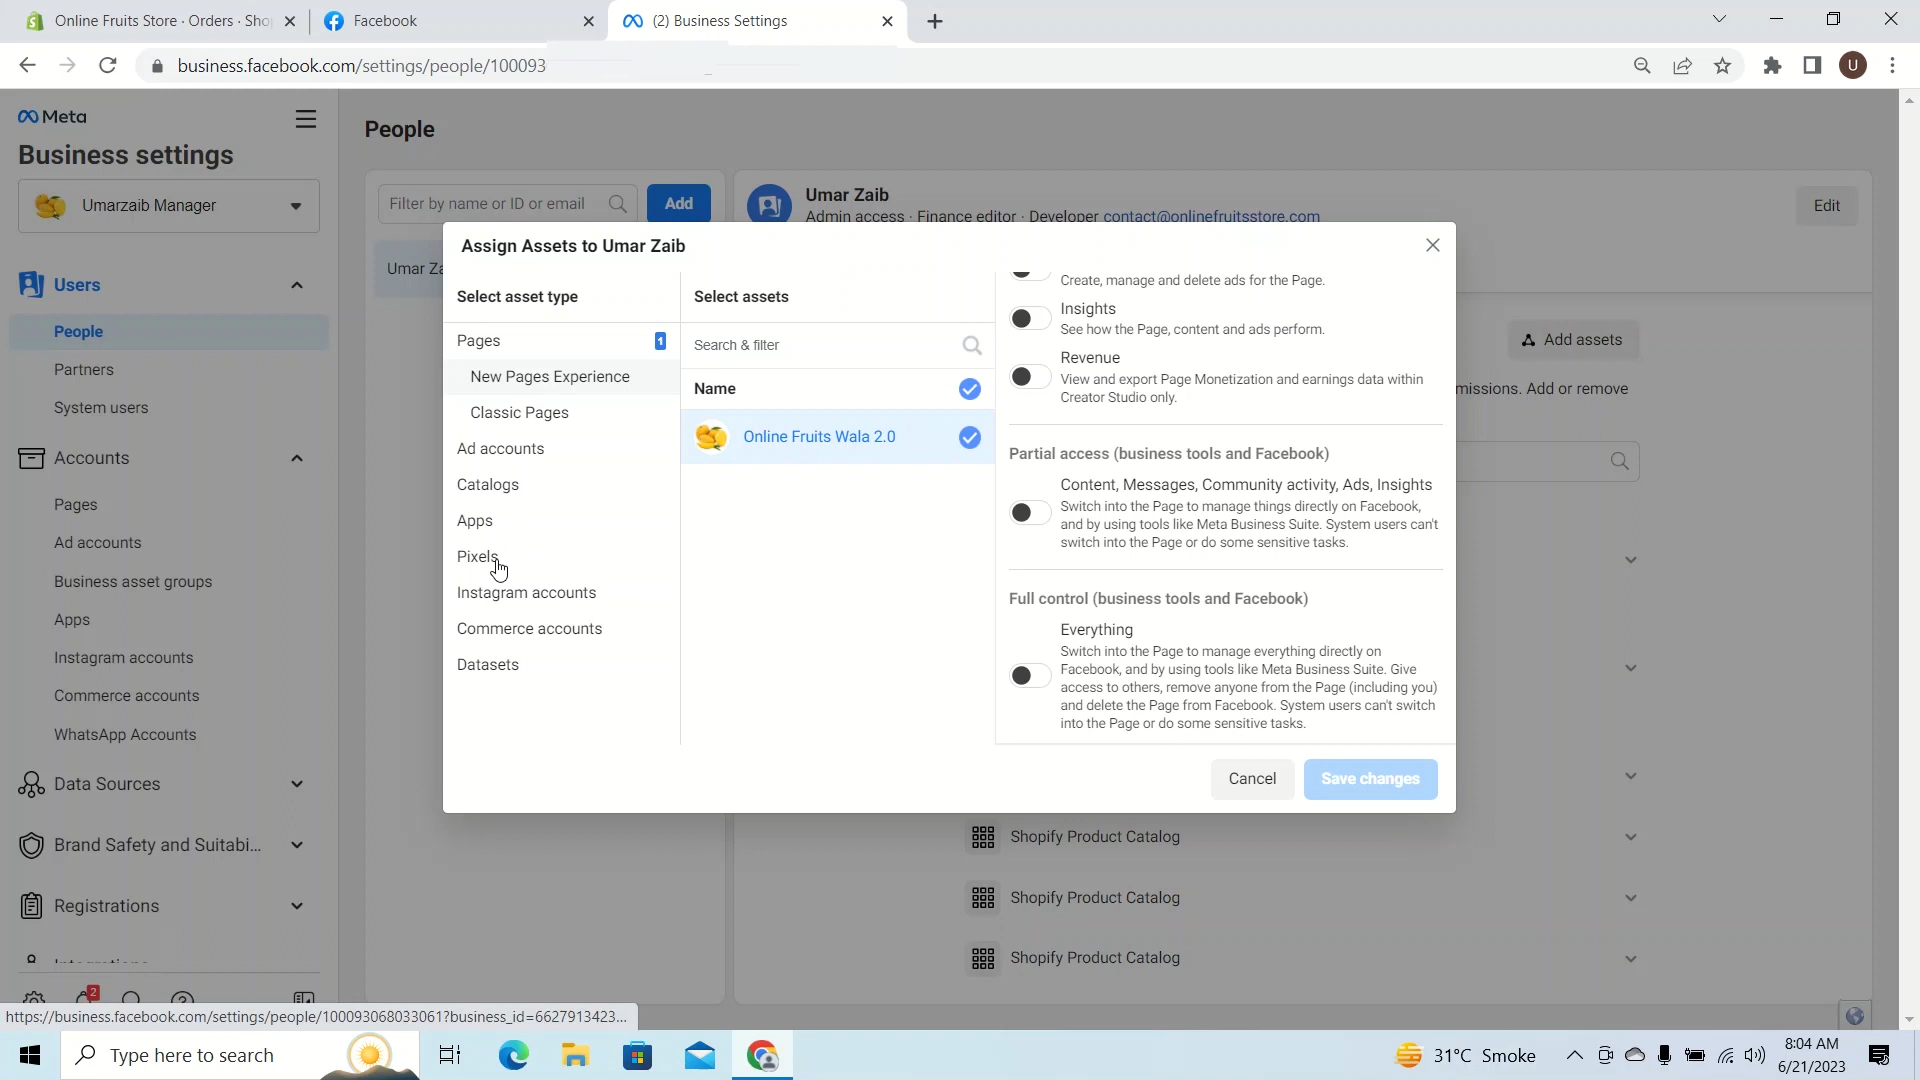 Online Fruits Store · Orders · Sho
Facebook
(2) Business Settings
business.facebook.com/settings/people/100093
U
Meta
Business settings
Umarzaib Manager
Users
People
Partners
System users
Accounts
Pages
Ad accounts
Business asset groups
Apps
Instagram accounts
Commerce accounts
WhatsApp Accounts
Data Sources
Brand Safety and Suitabi...
Registrations
2
https://business.facebook.com/settings/people/100093068033061?business_id=6627913423...
People
Filter by name or ID or email
Add
Umar Za
Umar Zaib
Admin access · Finance editor · Developer contact@onlinefruitsstore.com
Edit
Add assets
missions. Add or remove
Assign Assets to Umar Zaib
Select asset type
Pages
1
New Pages Experience
Classic Pages
Ad accounts
Catalogs
Apps
Pixels
Instagram accounts
Commerce accounts
Datasets
Select assets
Search & filter
Name
Online Fruits Wala 2.0
Create, manage and delete ads for the Page.
Insights
See how the Page, content and ads perform.
Revenue
View and export Page Monetization and earnings data within
Creator Studio only.
Partial access (business tools and Facebook)
Content, Messages, Community activity, Ads, Insights
Switch into the Page to manage things directly on Facebook,
and by using tools like Meta Business Suite. System users can't
switch into the Page or do some sensitive tasks.
Full control (business tools and Facebook)
Everything
Switch into the Page to manage everything directly on
Facebook, and by using tools like Meta Business Suite. Give
access to others, remove anyone from the Page (including you)
and delete the Page from Facebook. System users can't switch
into the Page or do some sensitive tasks.
Cancel
Save changes
Shopify Product Catalog
Shopify Product Catalog
Shopify Product Catalog
Type here to search
31°C Smoke
8:04 AM
6/21/2023